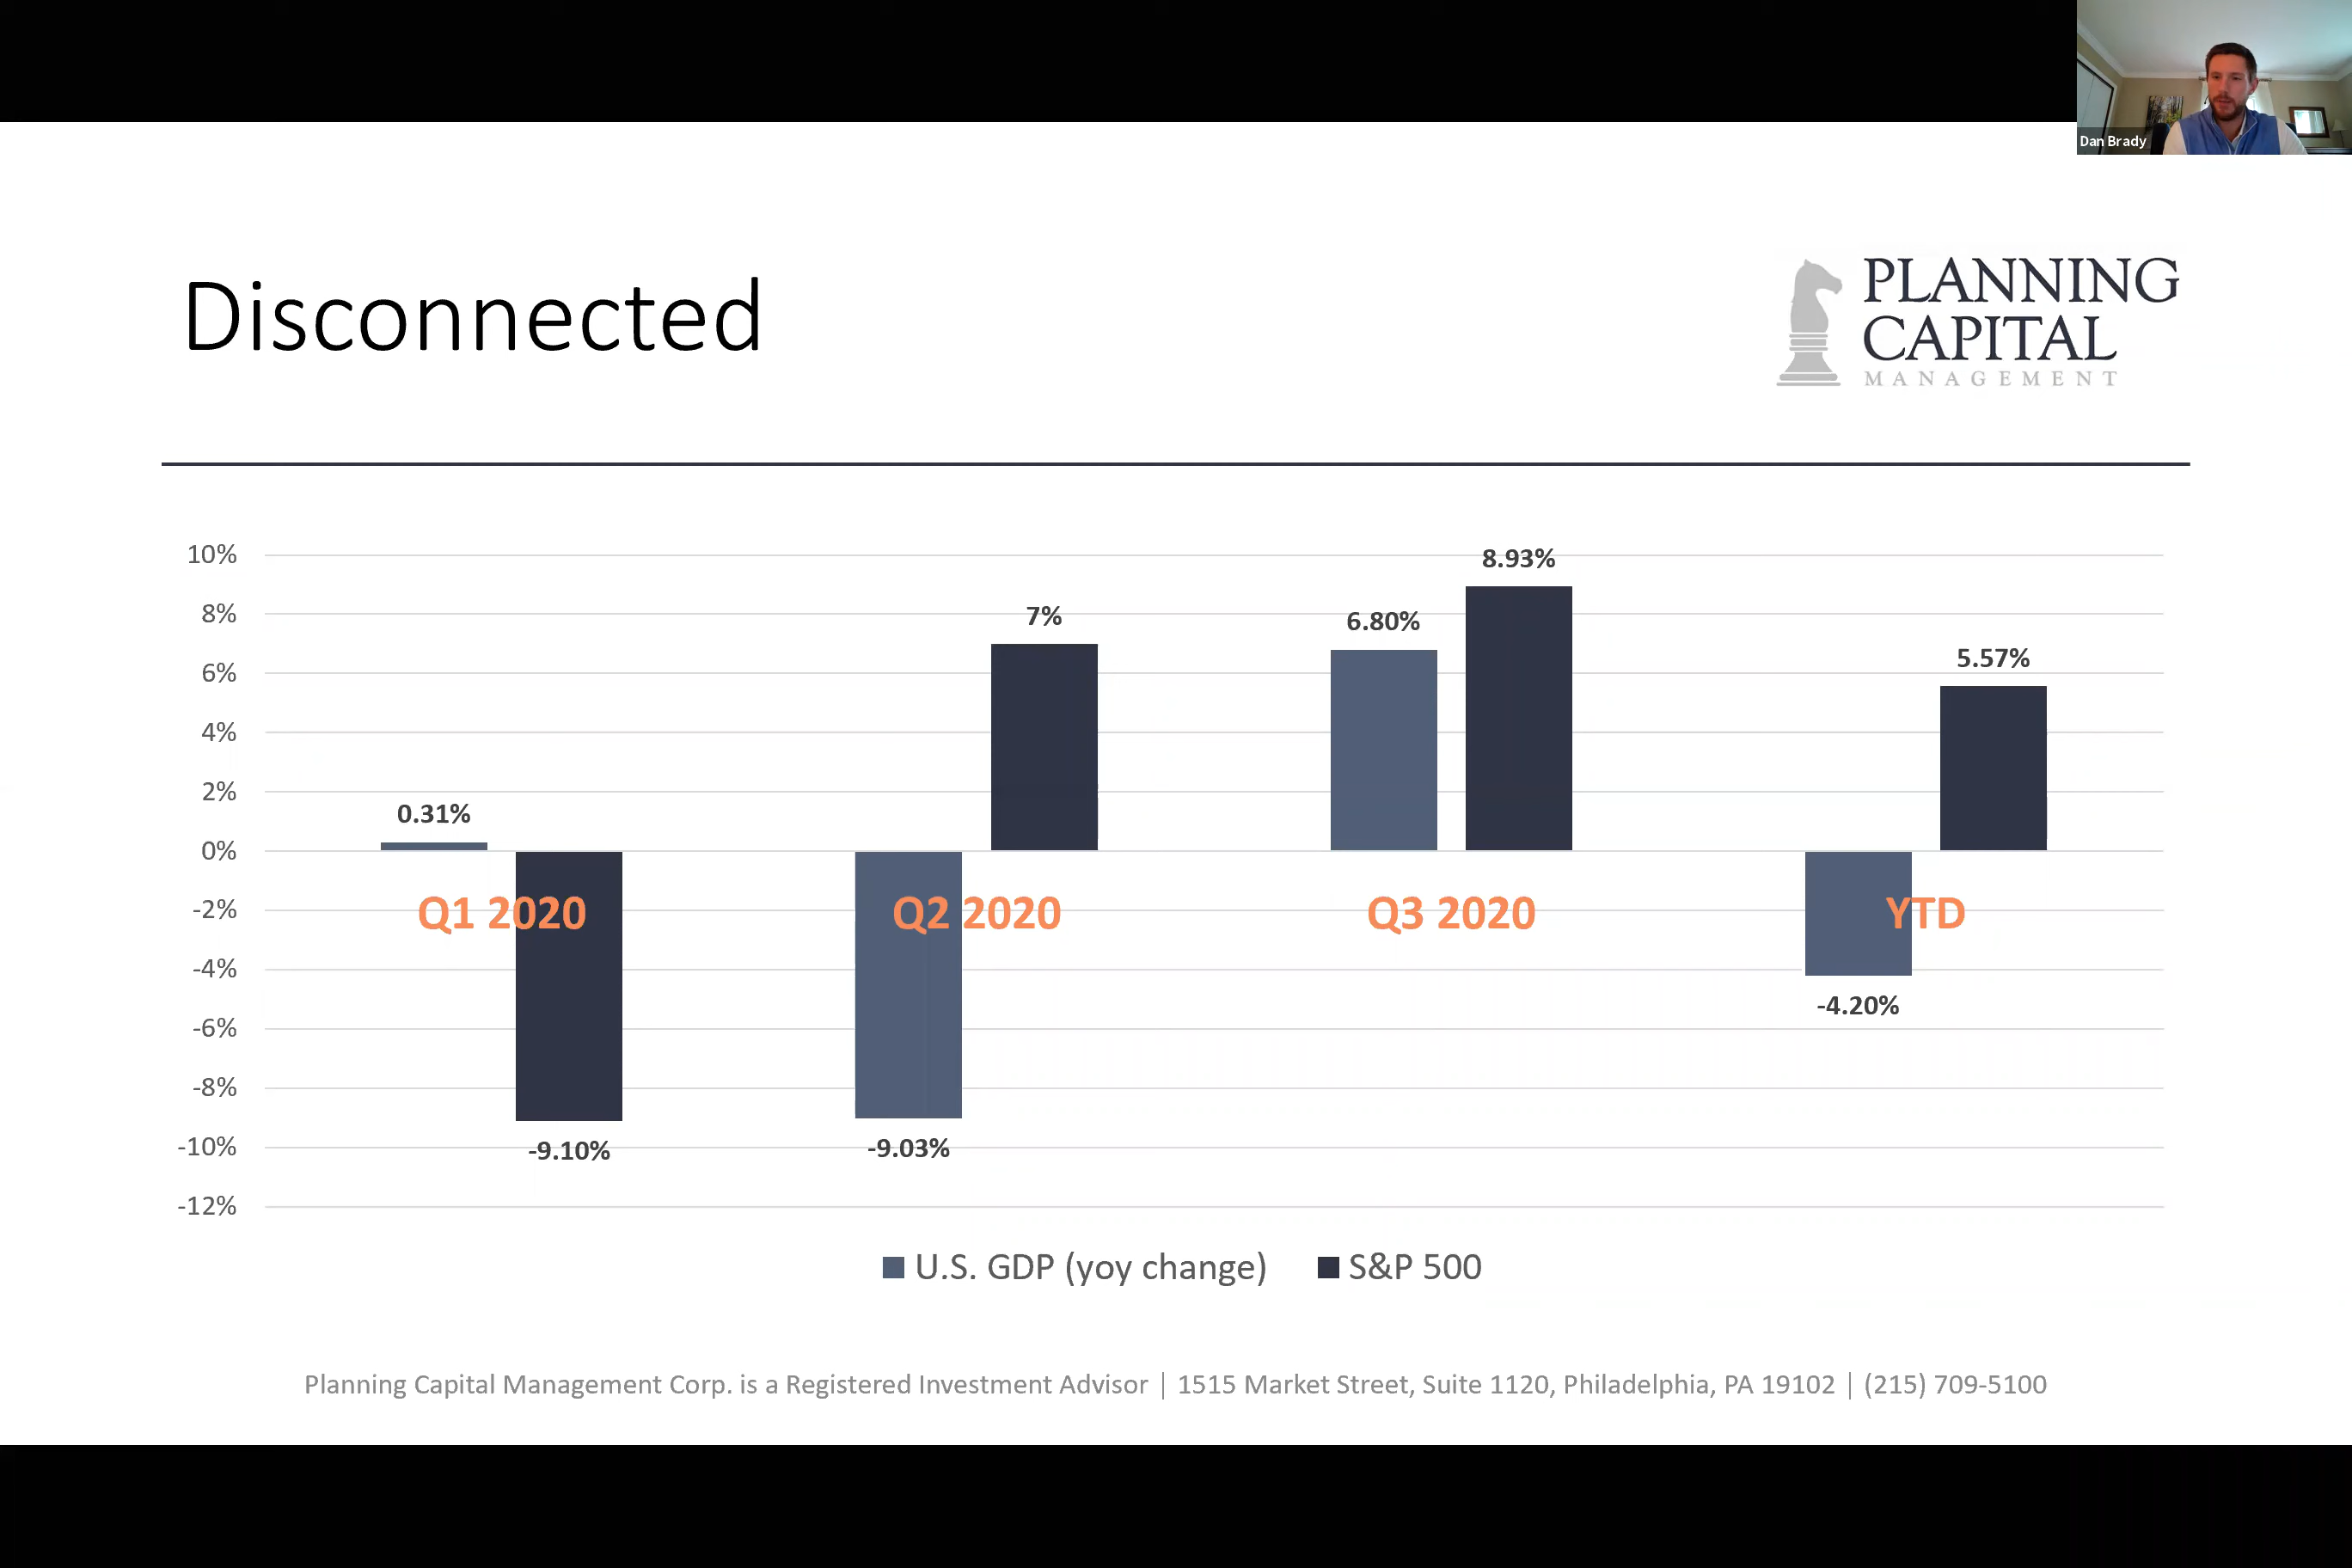 Dan Brady
Disconnected
PLANNING
CAPITAL
MANAGEMENT
10%
8%
6%
4%
2%
0%
-2%
-4%
-6%
-8%
-10%
-12%
0.31%
-9.10%
-9.03%
7%
6.80%
8.93%
-4.20%
5.57%
Q1 2020
Q2 2020
Q3 2020
YTD
U.S. GDP (yoy change)
S&P 500
Planning Capital Management Corp. is a Registered Investment Advisor | 1515 Market Street, Suite 1120, Philadelphia, PA 19102 | (215) 709-5100